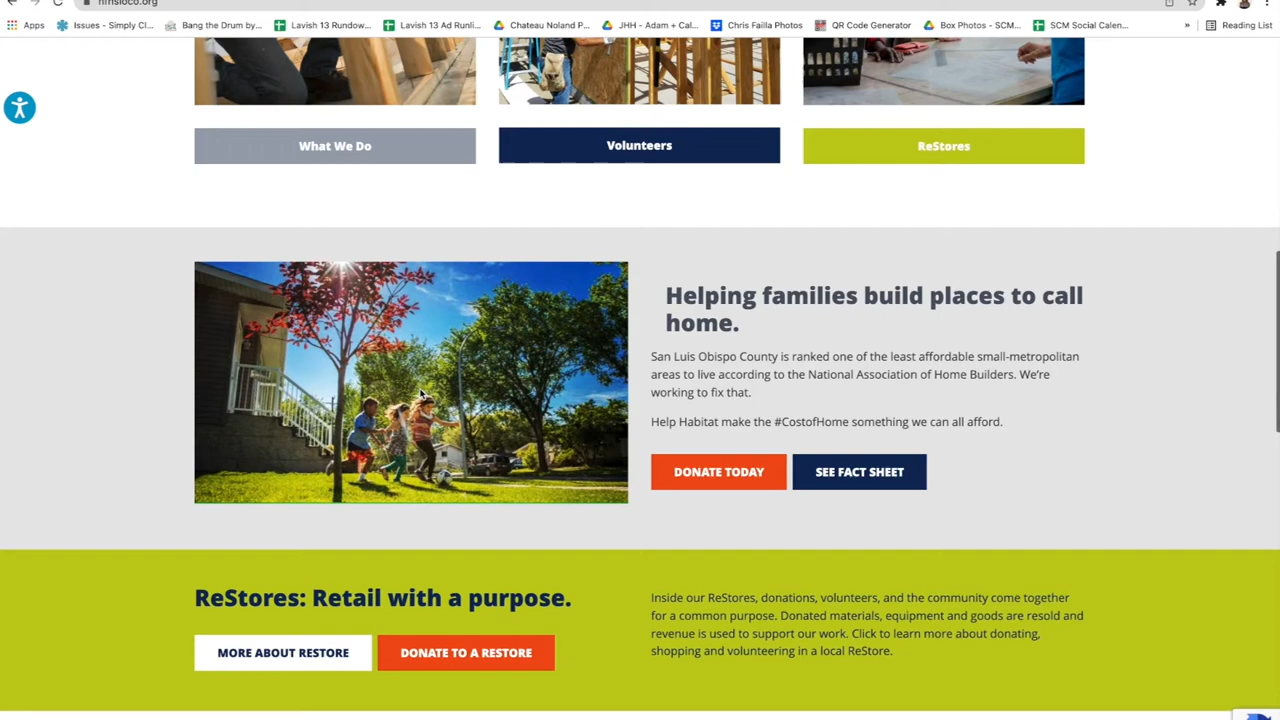 hfhsloco.org
Apps
Issues - Simply Cl...
Bang the Drum by...
Lavish 13 Rundow...
Lavish 13 Ad Runli...
Chateau Noland P...
JHH - Adam + Cal...
Chris Failla Photos
QR Code Generator
Box Photos - SCM...
SCM Social Calen...
»
Reading List
What We Do
Volunteers
ReStores
Helping families build places to call
home.
San Luis Obispo County is ranked one of the least affordable small-metropolitan
areas to live according to the National Association of Home Builders. We’re
working to fix that.
Help Habitat make the #CostofHome something we can all afford.
DONATE TODAY
SEE FACT SHEET
ReStores: Retail with a purpose.
MORE ABOUT RESTORE
DONATE TO A RESTORE
Inside our ReStores, donations, volunteers, and the community come together
for a common purpose. Donated materials, equipment and goods are resold and
revenue is used to support our work. Click to learn more about donating,
shopping and volunteering in a local ReStore.